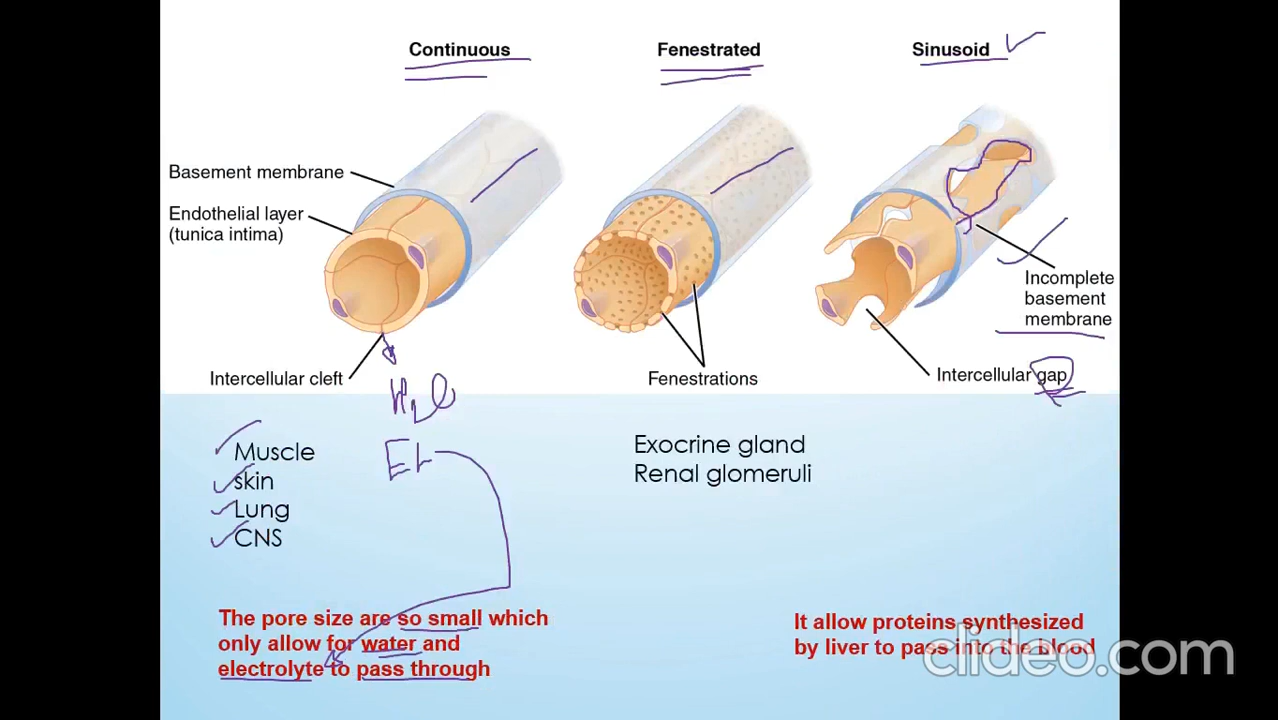 Continuous
Fenestrated
Sinusoid
Basement membrane
Endothelial layer
(tunica intima)
Incomplete
basement
membrane
Intercellular cleft
Fenestrations
Intercellular gap
H2O
El
Muscle
skin
Lung
CNS
Exocrine gland
Renal glomeruli
The pore size are so small which
only allow for water and
electrolyte to pass through
It allow proteins synthesized
by liver to pass into the blood
clideo.com